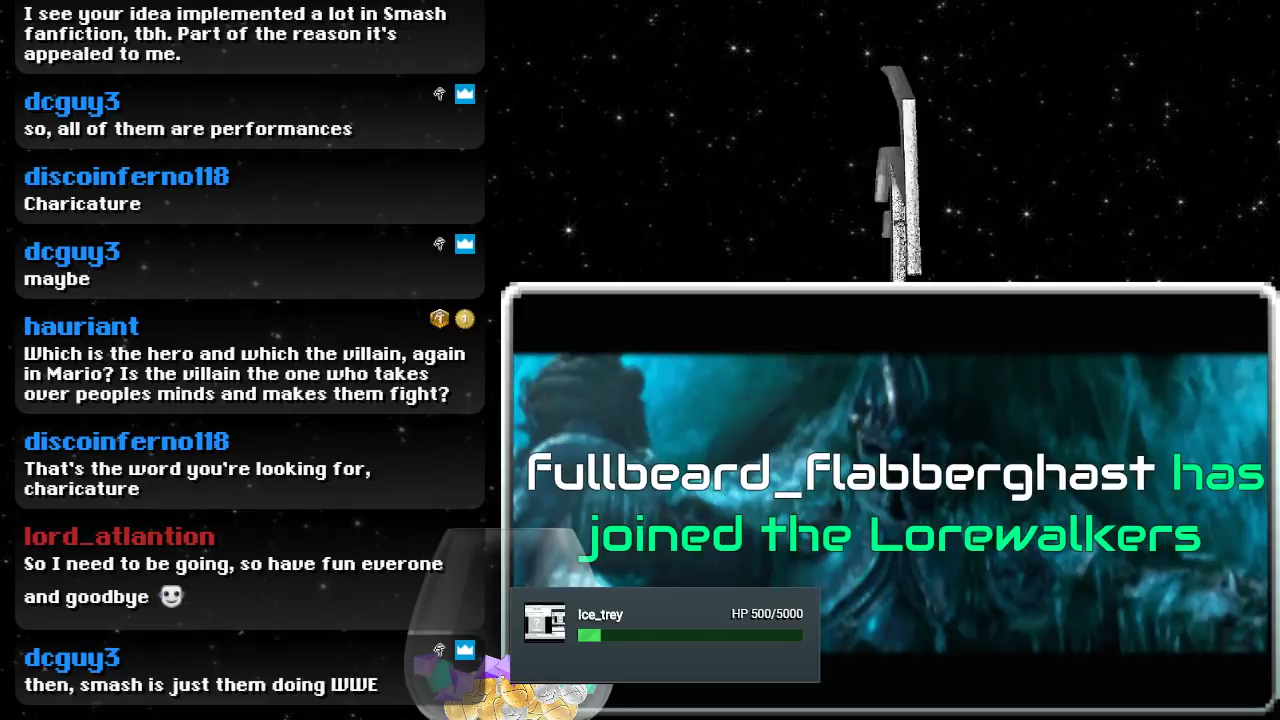 I see your idea implemented a lot in Smash
fanfiction, tbh. Part of the reason it's
appealed to me.
dcguy3
so, all of them are performances
discoinferno118
Charicature
dcguy3
maybe
hauriant
Which is the hero and which the villain, again
in Mario? Is the villain the one who takes
over peoples minds and makes them fight?
discoinferno118
That's the word you're looking for,
charicature
lord_atlantion
So I need to be going, so have fun everone
and goodbye
dcguy3
then, smash is just them doing WWE
fullbeard_flabberghast has
joined the Lorewalkers
Ice_trey HP 500/5000